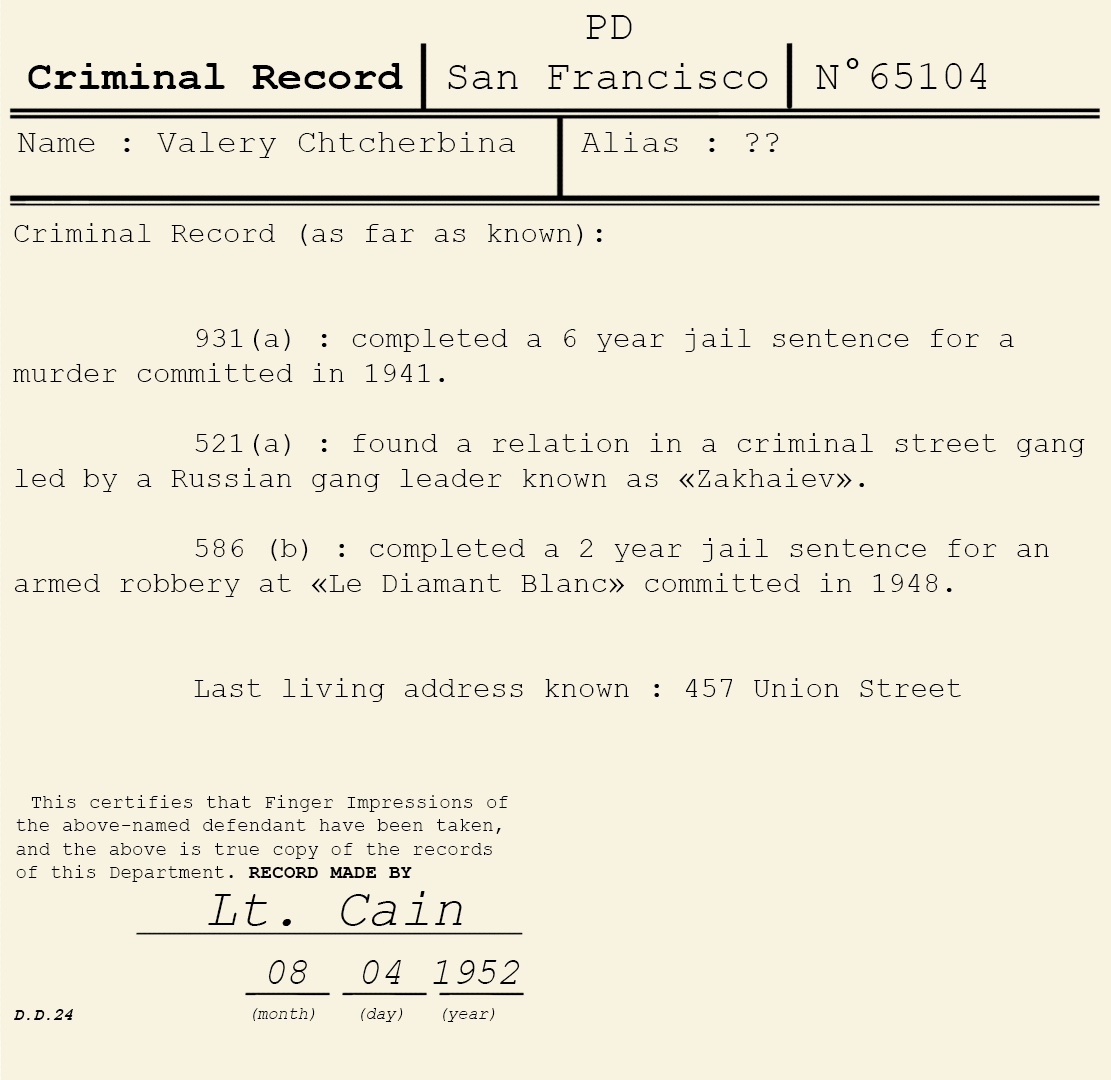 PD
Criminal Record San Francisco N°65104
Name : Valery Chtcherbina Alias : ??
Criminal Record (as far as known):
931(a) : completed a 6 year jail sentence for a
murder committed in 1941.
521(a) : found a relation in a criminal street gang
led by a Russian gang leader known as «Zakhaiev».
586 (b) : completed a 2 year jail sentence for an
armed robbery at «Le Diamant Blanc» committed in 1948.
Last living address known : 457 Union Street
This certifies that Finger Impressions of
the above-named defendant have been taken,
and the above is true copy of the records
of this Department. RECORD MADE BY
Lt. Cain
08 04 1952
D.D.24 (month) (day) (year)